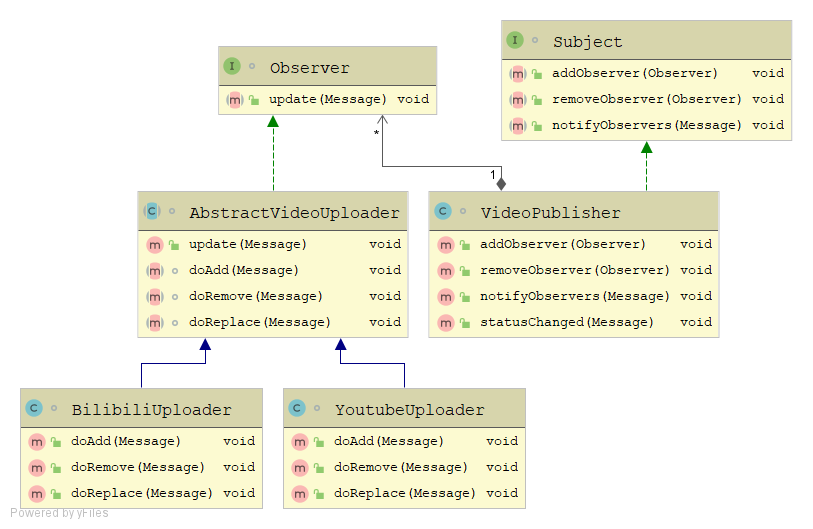 I Subject
m addObserver(Observer) void
m removeObserver(Observer) void
m notifyObservers(Message) void
I Observer
m update(Message) void
*
1
C AbstractVideoUploader
m update(Message) void
m doAdd(Message) void
m doRemove(Message) void
m doReplace(Message) void
C VideoPublisher
m addObserver(Observer) void
m removeObserver(Observer) void
m notifyObservers(Message) void
m statusChanged(Message) void
C BilibiliUploader
m doAdd(Message) void
m doRemove(Message) void
m doReplace(Message) void
C YoutubeUploader
m doAdd(Message) void
m doRemove(Message) void
m doReplace(Message) void
Powered by yFiles